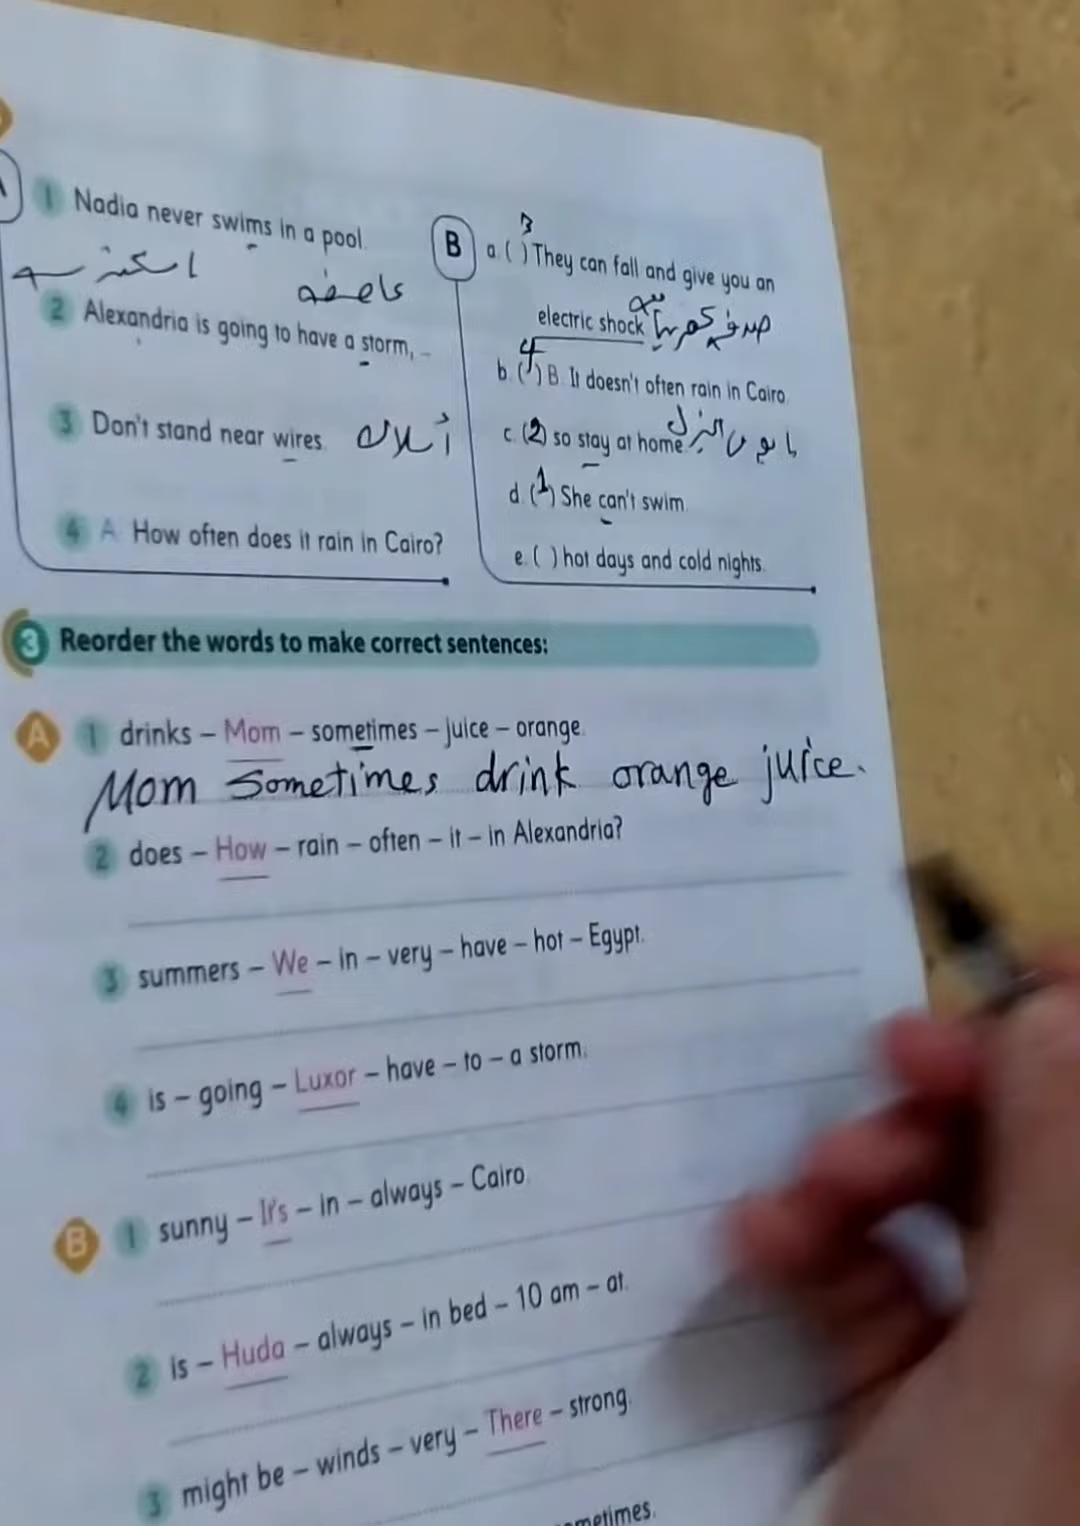 A
1 Nadia never swims in a pool.
عاصفه
2 Alexandria is going to have a storm, –
3 Don't stand near wires. أسلاك
4 A. How often does it rain in Cairo?
B
a. (3) They can fall and give you an
electric shock
b. (4) B. It doesn't often rain in Cairo.
c. (2) so stay at home
d. (1) She can't swim.
e. ( ) hot days and cold nights.
3 Reorder the words to make correct sentences:
A 1 drinks – Mom – sometimes – juice – orange.
Mom sometimes drink orange juice.
2 does – How – rain – often – it – in Alexandria?
3 summers – We – in – very – have – hot – Egypt.
4 is – going – Luxor – have – to – a storm.
B 1 sunny – It's – in – always – Cairo.
2 is – Huda – always – in bed – 10 am – at.
3 might be – winds – very – There – strong.